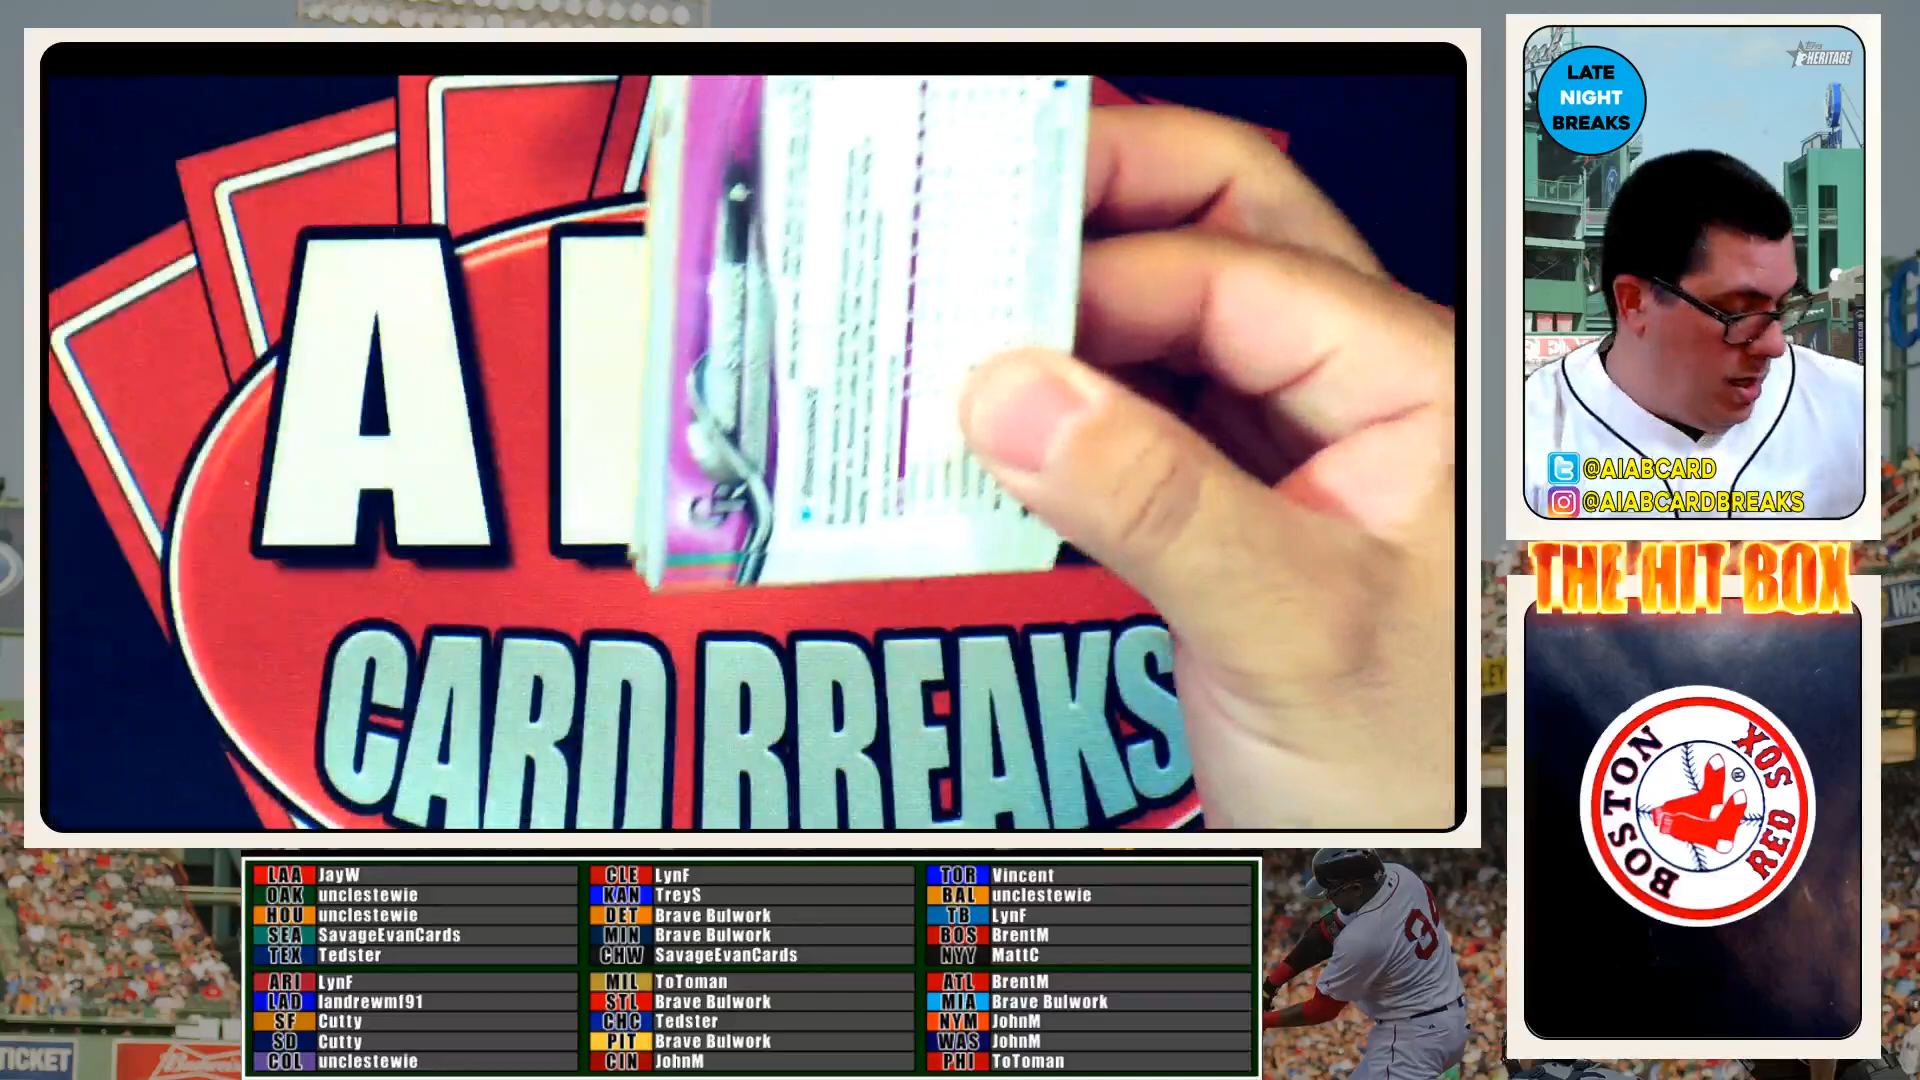 LATE
NIGHT
BREAKS
Topps
HERITAGE
A
CARD BREAKS
@AIABCARD
@AIABCARDBREAKS
THE HIT BOX
BOSTON
RED SOX
®
34
TICKET
LAA JayW
OAK unclestewie
HOU unclestewie
SEA SavageEvanCards
TEX Tedster
ARI LynF
LAD landrewmf91
SF Cutty
SD Cutty
COL unclestewie
CLE LynF
KAN TreyS
DET Brave Bulwork
MIN Brave Bulwork
CHW SavageEvanCards
MIL ToToman
STL Brave Bulwork
CHC Tedster
PIT Brave Bulwork
CIN JohnM
TOR Vincent
BAL unclestewie
TB LynF
BOS BrentM
NYY MattC
ATL BrentM
MIA Brave Bulwork
NYM JohnM
WAS JohnM
PHI ToToman